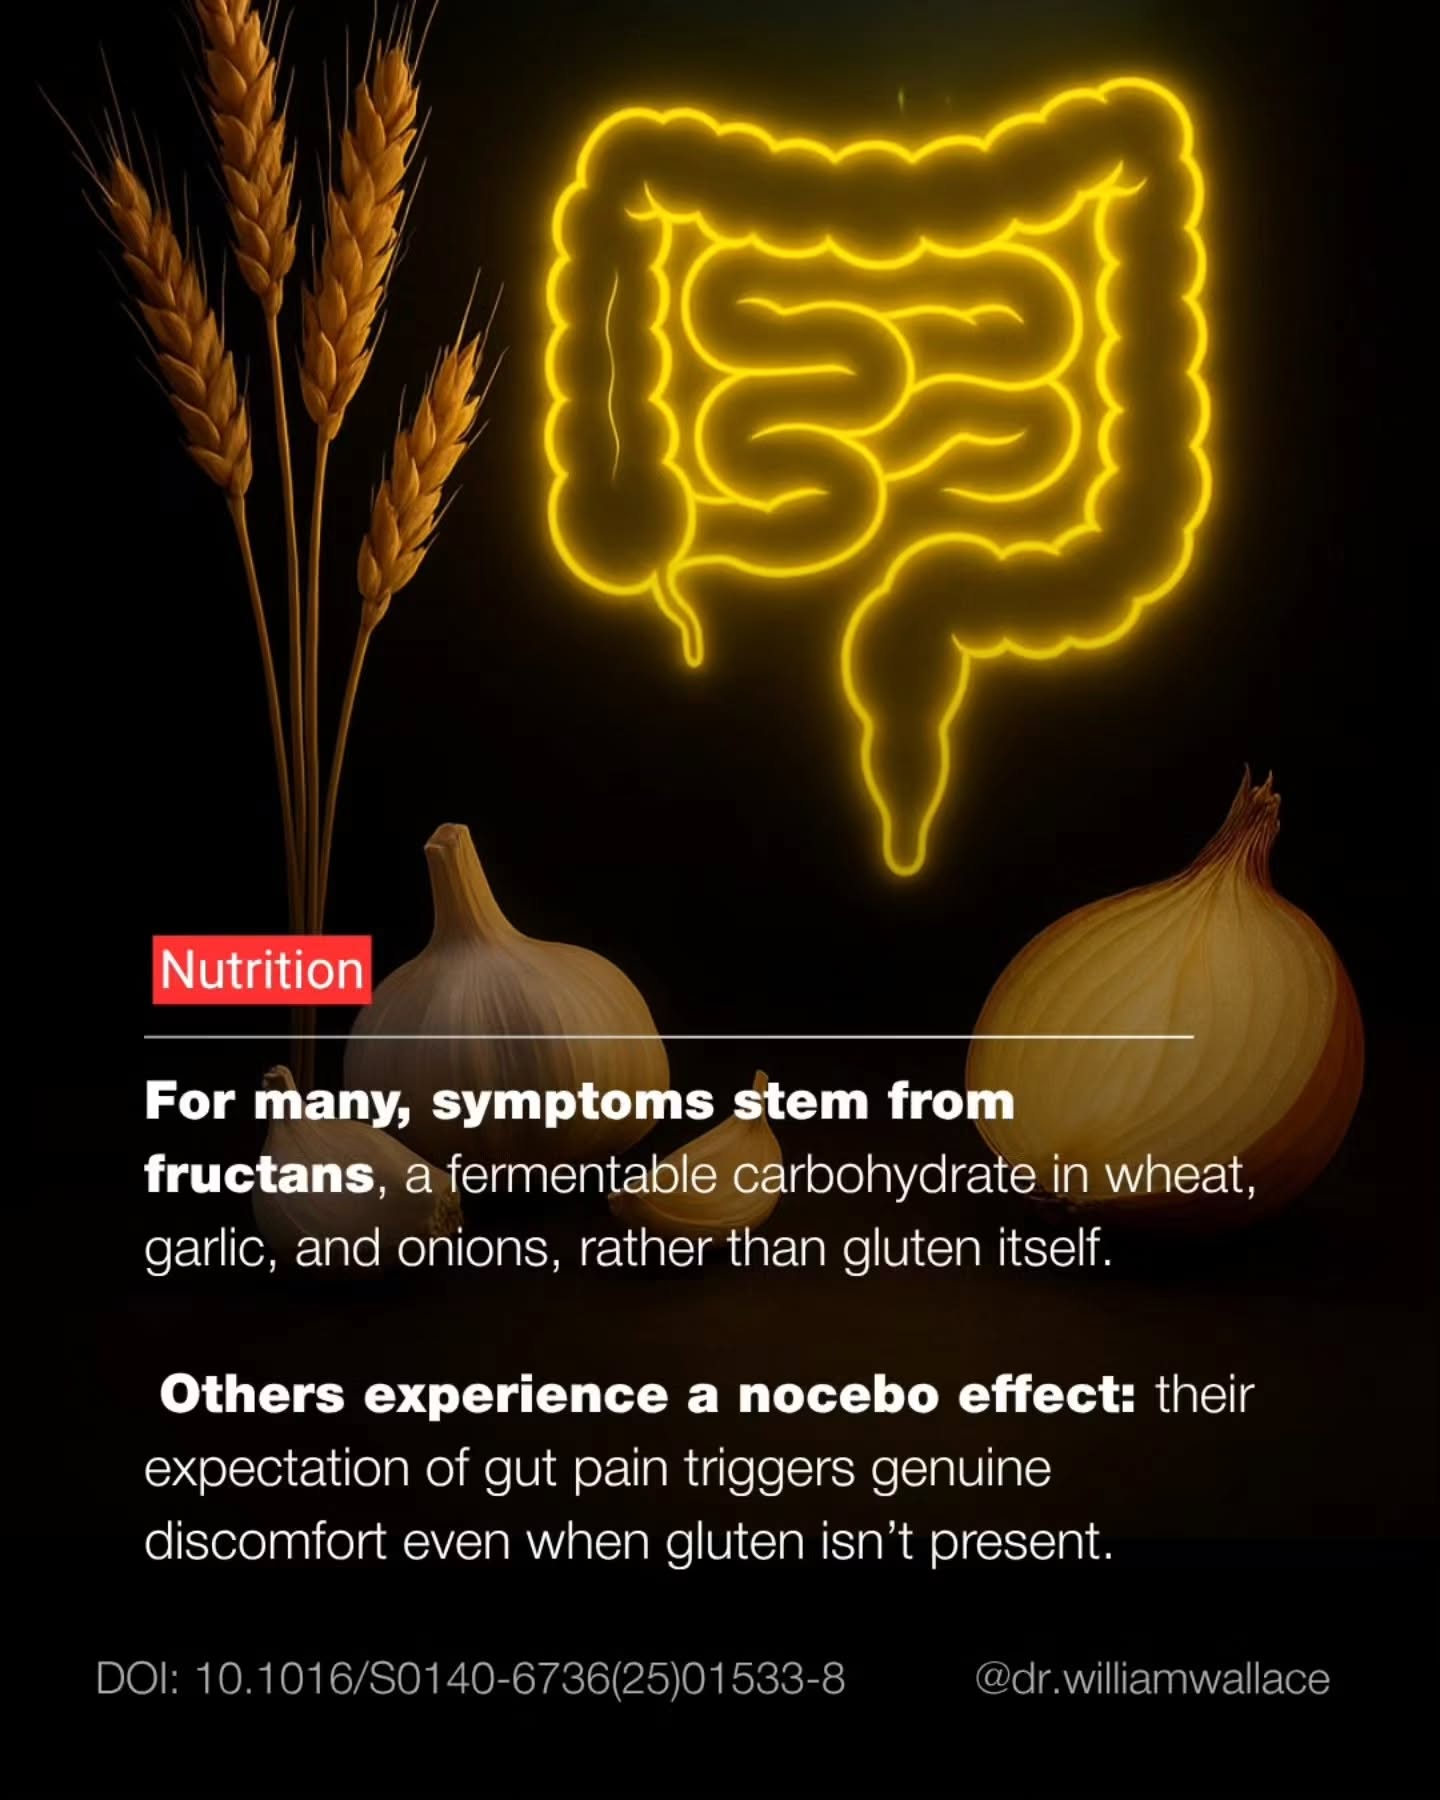 Nutrition
For many, symptoms stem from
fructans, a fermentable carbohydrate in wheat,
garlic, and onions, rather than gluten itself.
Others experience a nocebo effect: their
expectation of gut pain triggers genuine
discomfort even when gluten isn’t present.
DOI: 10.1016/S0140-6736(25)01533-8
@dr.williamwallace